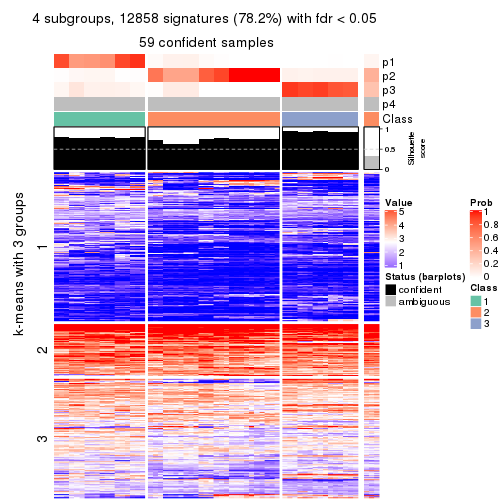 4 subgroups, 12858 signatures (78.2%) with fdr < 0.05
59 confident samples
p1
p2
p3
p4
Class
1
0.5
0
Silhouette
score
k-means with 3 groups
1
2
3
Value
5
4
3
2
1
Status (barplots)
confident
ambiguous
Prob
1
0.8
0.6
0.4
0.2
0
Class
1
2
3